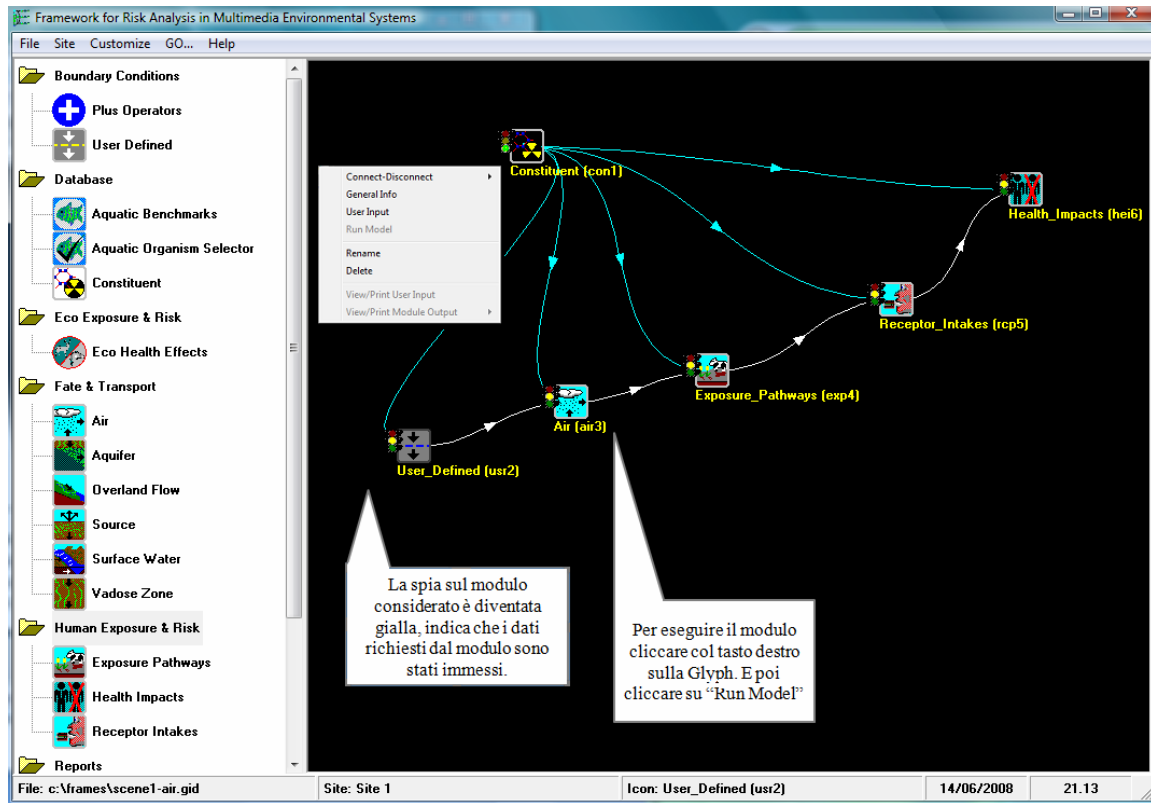 Framework for Risk Analysis in Multimedia Environmental Systems
File Site Customize GO... Help
Boundary Conditions
Plus Operators
User Defined
Database
Aquatic Benchmarks
Aquatic Organism Selector
Constituent
Eco Exposure & Risk
Eco Health Effects
Fate & Transport
Air
Aquifer
Overland Flow
Source
Surface Water
Vadose Zone
Human Exposure & Risk
Exposure Pathways
Health Impacts
Receptor Intakes
Reports
Constituent (con1)
Connect-Disconnect
General Info
User Input
Run Model
Rename
Delete
View/Print User Input
View/Print Module Output
Health_Impacts (hei6)
Receptor_Intakes (rcp5)
Exposure_Pathways (exp4)
Air (air3)
User_Defined (usr2)
La spia sul modulo
considerato è diventata
gialla, indica che i dati
richiesti dal modulo sono
stati immessi.
Per eseguire il modulo
cliccare col tasto destro
sulla Glyph. E poi
cliccare su “Run Model”
File: c:\frames\scene1-air.gid
Site: Site 1
Icon: User_Defined (usr2)
14/06/2008
21.13